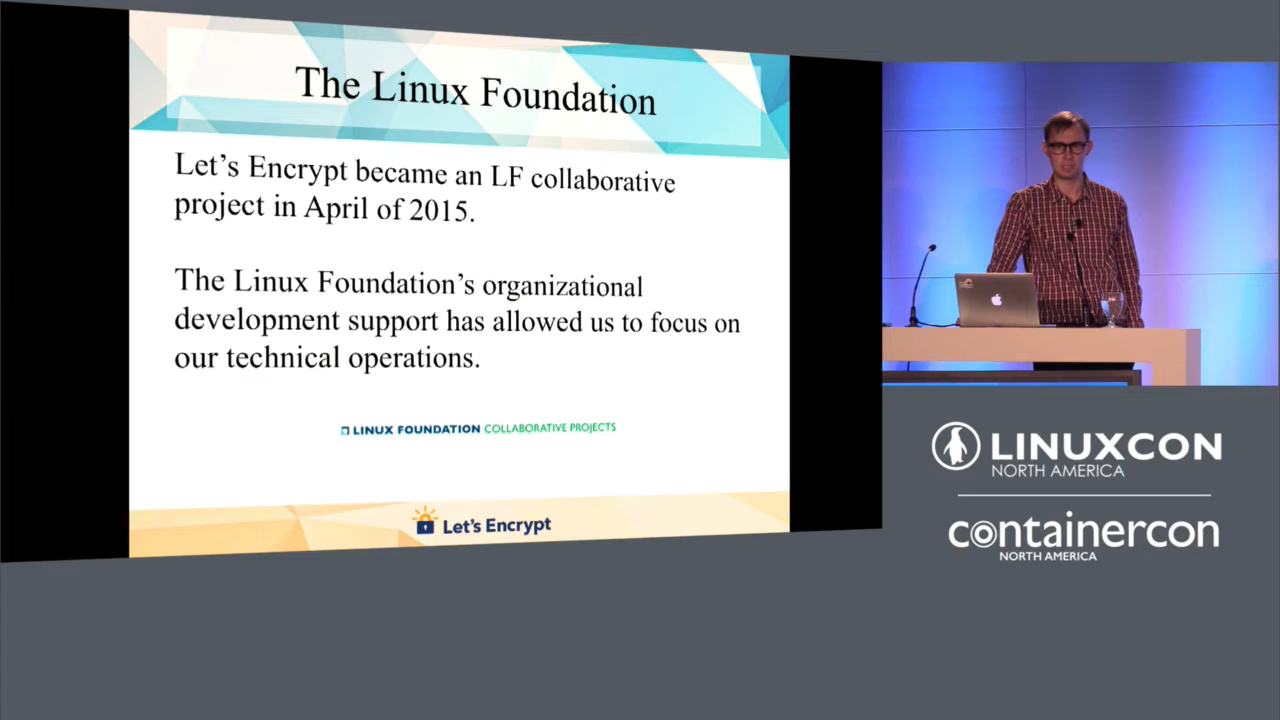 The Linux Foundation
Let’s Encrypt became an LF collaborative
project in April of 2015.
The Linux Foundation’s organizational
development support has allowed us to focus on
our technical operations.
LINUX FOUNDATION COLLABORATIVE PROJECTS
Let’s Encrypt
LINUXCON
NORTH AMERICA
containercon
NORTH AMERICA